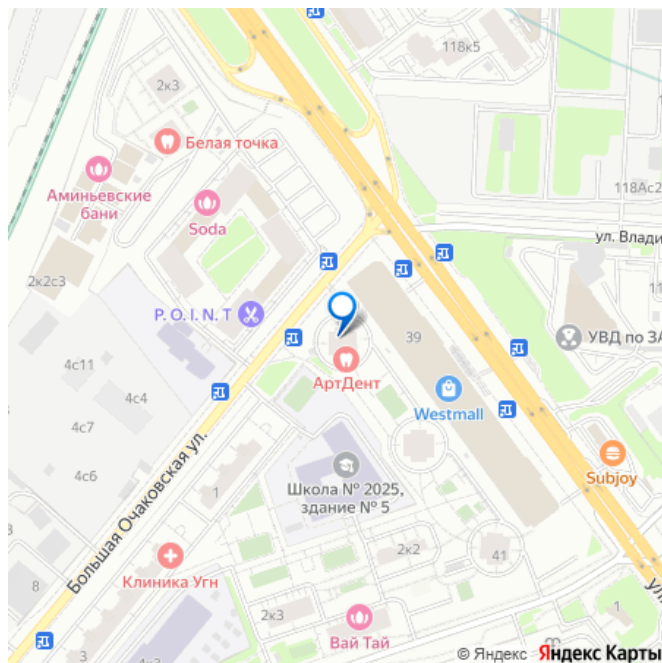 118к5
2к3
Белая точка
118Ас2
Аминьевские
бани
Soda
ул. Влади
2к2с3
11
P. O. I. N. T
39
УВД по ЗА
4с11
АртДент
4с4
Westmall
4с7
Большая Очаковская ул.
4с6
Subjoy
Школа № 2025,
здание № 5
1
2к2
41
Клиника Угн
8
2к3
Вай Тай
1
ул.
© Яндекс Яндекс Карты